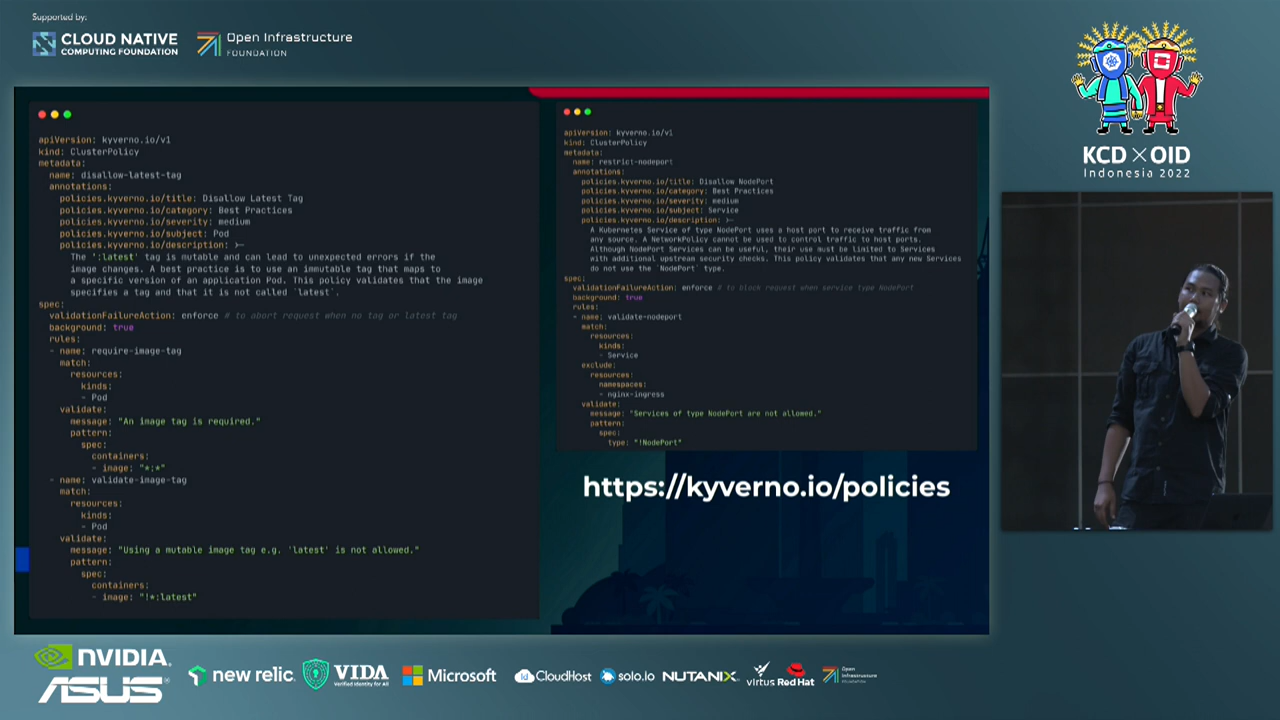 Supported by:
CLOUD NATIVE
COMPUTING FOUNDATION
Open Infrastructure
FOUNDATION
KCD X OID
Indonesia 2022
apiVersion: kyverno.io/v1
kind: ClusterPolicy
metadata:
  name: disallow-latest-tag
  annotations:
    policies.kyverno.io/title: Disallow Latest Tag
    policies.kyverno.io/category: Best Practices
    policies.kyverno.io/severity: medium
    policies.kyverno.io/subject: Pod
    policies.kyverno.io/description: >-
      The ':latest' tag is mutable and can lead to unexpected errors if the
      image changes. A best practice is to use an immutable tag that maps to
      a specific version of an application Pod. This policy validates that the image
      specifies a tag and that it is not called `latest`.
spec:
  validationFailureAction: enforce # to abort request when no tag or latest tag
  background: true
  rules:
  - name: require-image-tag
    match:
      resources:
        kinds:
        - Pod
    validate:
      message: "An image tag is required."
      pattern:
        spec:
          containers:
          - image: "*:*"
  - name: validate-image-tag
    match:
      resources:
        kinds:
        - Pod
    validate:
      message: "Using a mutable image tag e.g. 'latest' is not allowed."
      pattern:
        spec:
          containers:
          - image: "!*:latest"
apiVersion: kyverno.io/v1
kind: ClusterPolicy
metadata:
  name: restrict-nodeport
  annotations:
    policies.kyverno.io/title: Disallow NodePort
    policies.kyverno.io/category: Best Practices
    policies.kyverno.io/severity: medium
    policies.kyverno.io/subject: Service
    policies.kyverno.io/description: >-
      A Kubernetes Service of type NodePort uses a host port to receive traffic from
      any source. A NetworkPolicy cannot be used to control traffic to host ports.
      Although NodePort Services can be useful, their use must be limited to Services
      with additional upstream security checks. This policy validates that any new Services
      do not use the `NodePort` type.
spec:
  validationFailureAction: enforce # to block request when service type NodePort
  background: true
  rules:
  - name: validate-nodeport
    match:
      resources:
        kinds:
        - Service
    exclude:
      resources:
        namespaces:
        - nginx-ingress
    validate:
      message: "Services of type NodePort are not allowed."
      pattern:
        spec:
          type: "!NodePort"
https://kyverno.io/policies
NVIDIA.
ASUS
new relic.
VIDA
Verified Identity for All
Microsoft
CloudHost
solo.io
NUTANIX
virtus
Red Hat
Open
Infrastructure